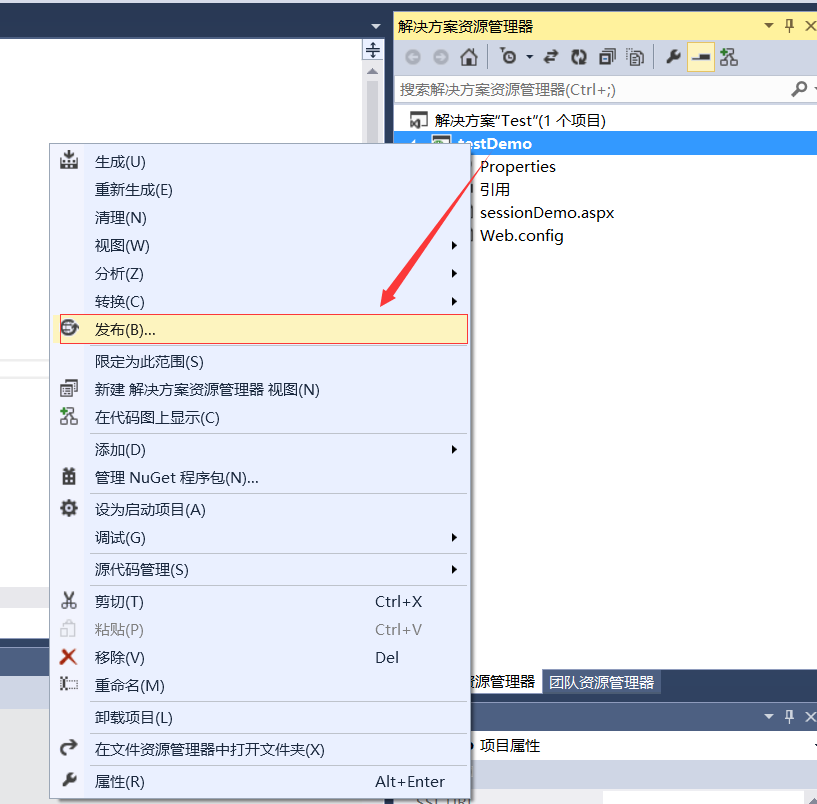 解决方案资源管理器
搜索解决方案资源管理器(Ctrl+;)
解决方案"Test"(1 个项目)
testDemo
Properties
引用
sessionDemo.aspx
Web.config
生成(U)
重新生成(E)
清理(N)
视图(W)
分析(Z)
转换(C)
发布(B)...
限定为此范围(S)
新建 解决方案资源管理器 视图(N)
在代码图上显示(C)
添加(D)
管理 NuGet 程序包(N)...
设为启动项目(A)
调试(G)
源代码管理(S)
剪切(T) Ctrl+X
粘贴(P) Ctrl+V
移除(V) Del
重命名(M)
卸载项目(L)
在文件资源管理器中打开文件夹(X)
属性(R) Alt+Enter
资源管理器 团队资源管理器
项目属性